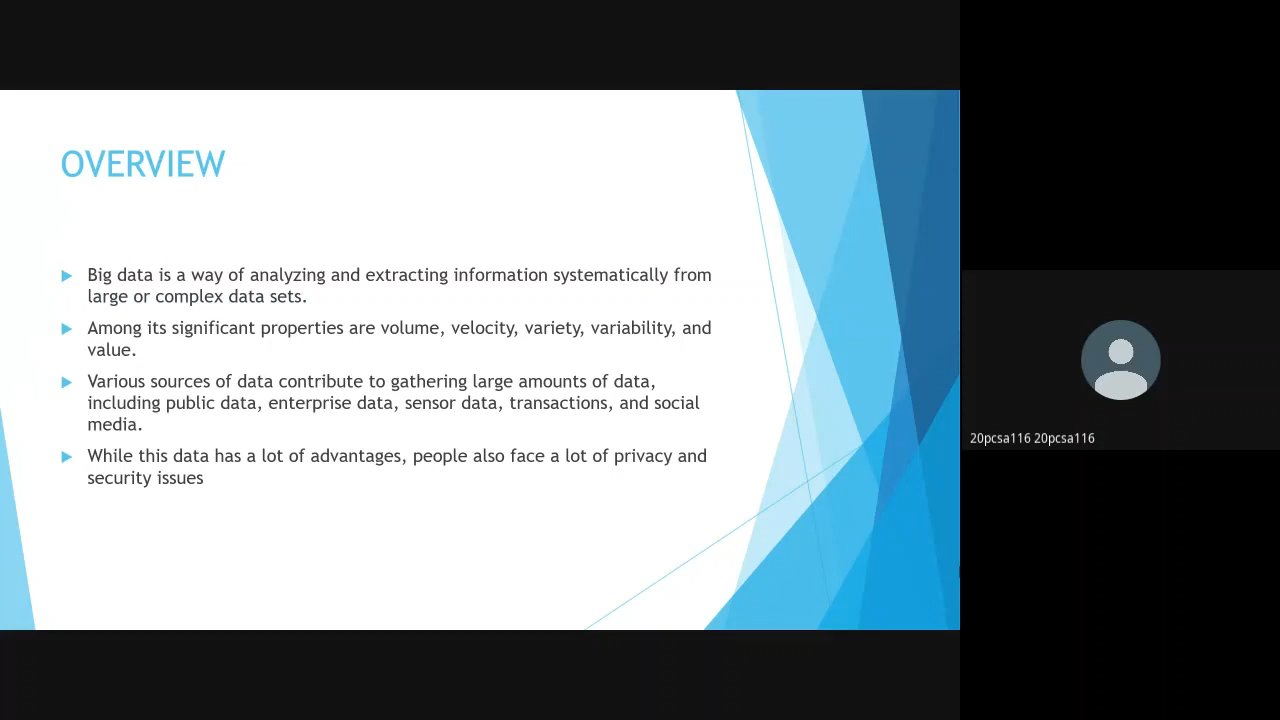 OVERVIEW
Big data is a way of analyzing and extracting information systematically from
large or complex data sets.
Among its significant properties are volume, velocity, variety, variability, and
value.
Various sources of data contribute to gathering large amounts of data,
including public data, enterprise data, sensor data, transactions, and social
media.
While this data has a lot of advantages, people also face a lot of privacy and
security issues
20pcsa116 20pcsa116